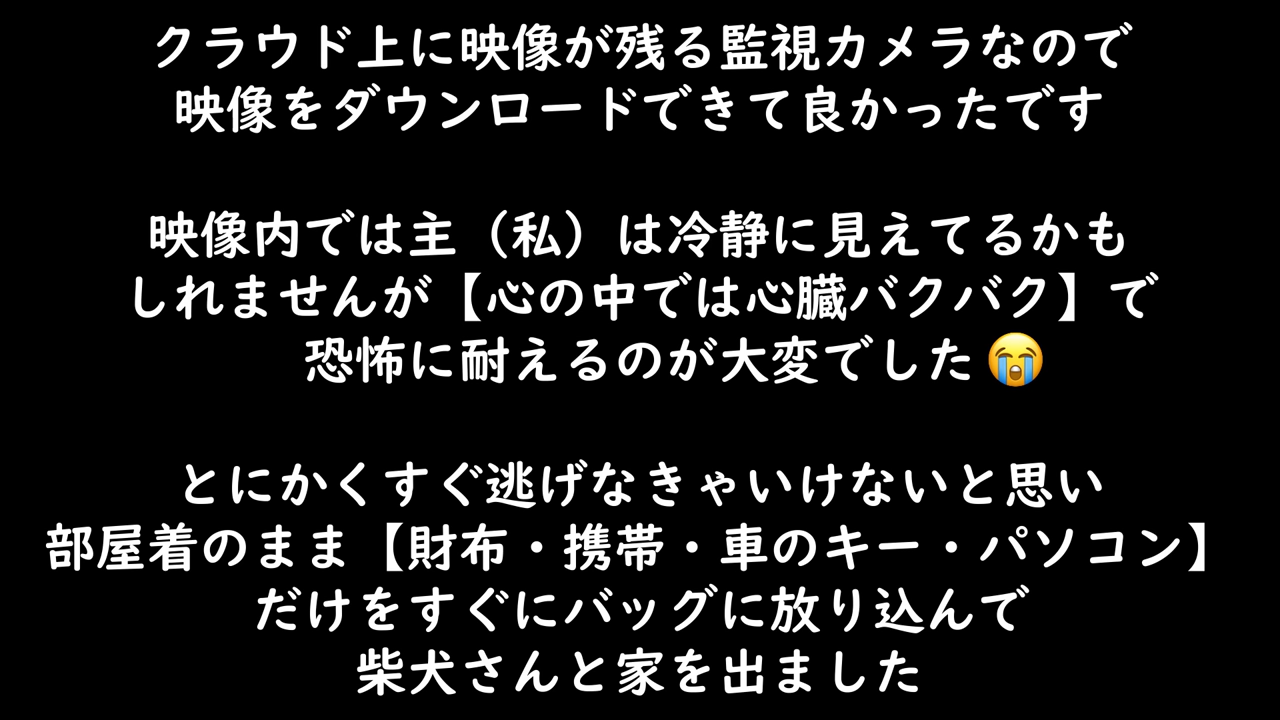 クラウド上に映像が残る監視カメラなので
映像をダウンロードできて良かったです
映像内では主（私）は冷静に見えてるかも
しれませんが【心の中では心臓バクバク】で
恐怖に耐えるのが大変でした😭
とにかくすぐ逃げなきゃいけないと思い
部屋着のまま【財布・携帯・車のキー・パソコン】
だけをすぐにバッグに放り込んで
柴犬さんと家を出ました